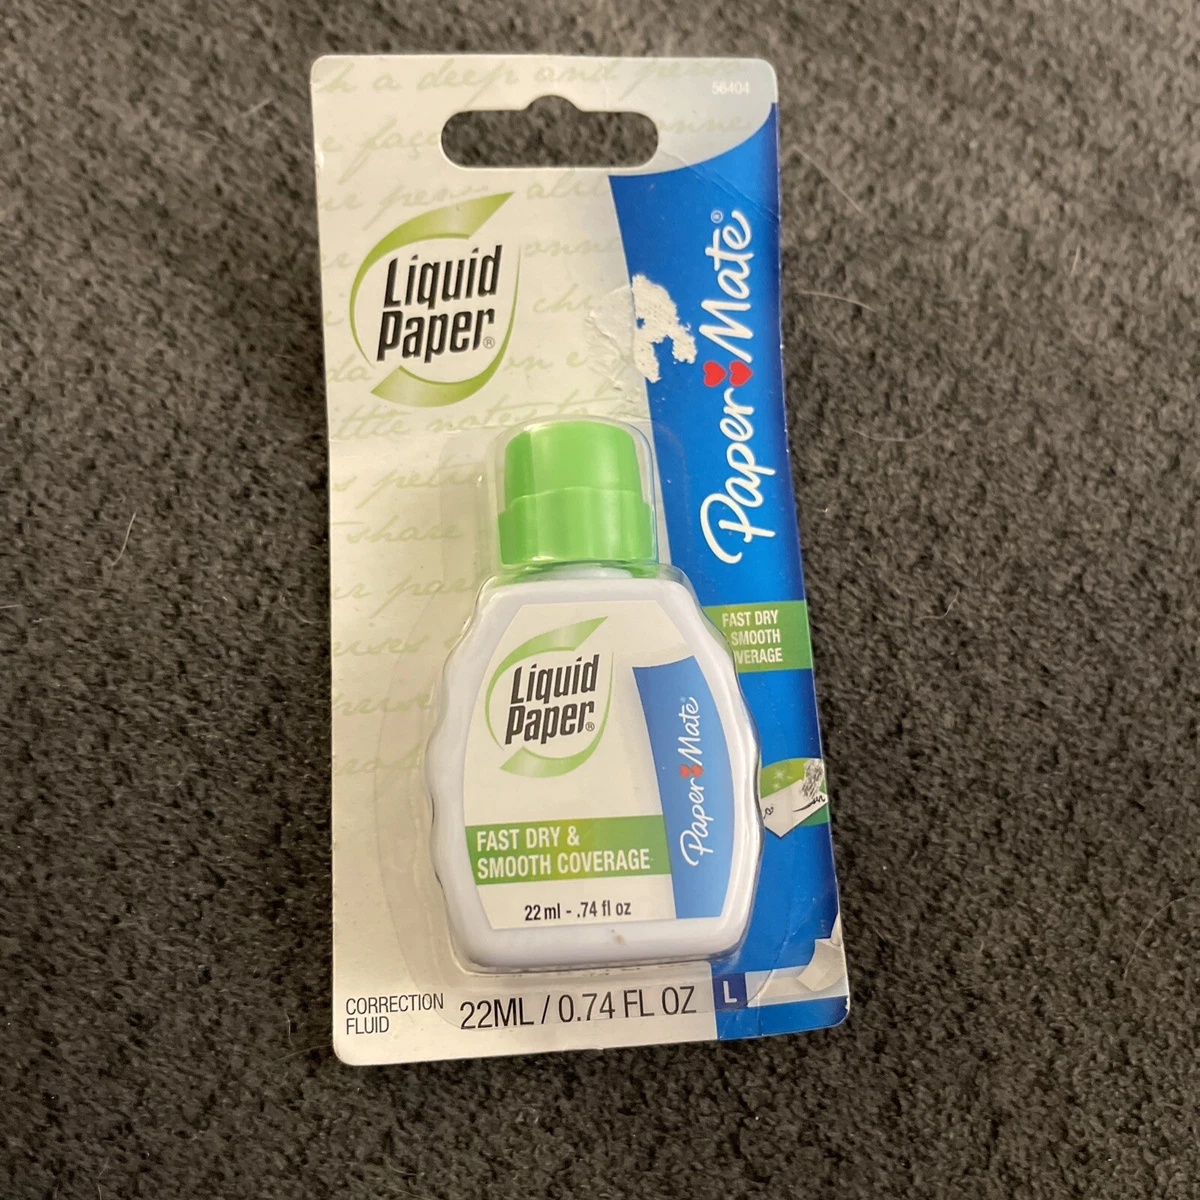 56404
Liquid
Paper®
Paper Mate®
FAST DRY
SMOOTH
Liquid
Paper®
Paper Mate®
FAST DRY &
SMOOTH COVERAGE
22 ml - .74 fl oz
CORRECTION
FLUID
22ML / 0.74 FL OZ
L